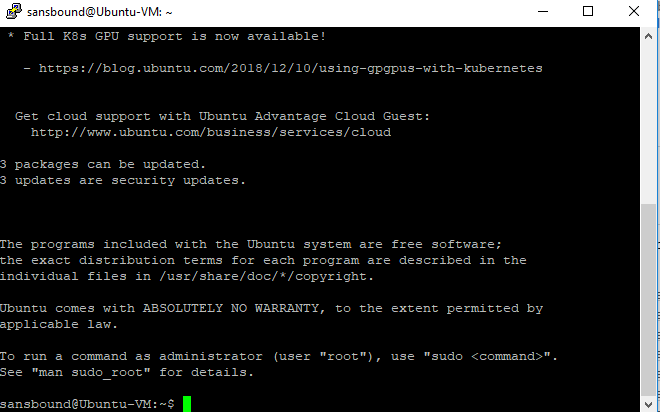 sansbound@Ubuntu-VM: ~
* Full K8s GPU support is now available!
- https://blog.ubuntu.com/2018/12/10/using-gpgpus-with-kubernetes
Get cloud support with Ubuntu Advantage Cloud Guest:
http://www.ubuntu.com/business/services/cloud
3 packages can be updated.
3 updates are security updates.
The programs included with the Ubuntu system are free software;
the exact distribution terms for each program are described in the
individual files in /usr/share/doc/*/copyright.
Ubuntu comes with ABSOLUTELY NO WARRANTY, to the extent permitted by
applicable law.
To run a command as administrator (user "root"), use "sudo <command>".
See "man sudo_root" for details.
sansbound@Ubuntu-VM:~$